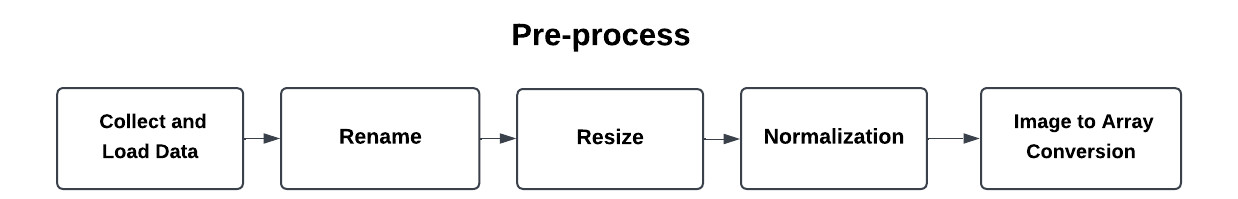 Pre-process
Collect and
Load Data
Rename
Resize
Normalization
Image to Array
Conversion